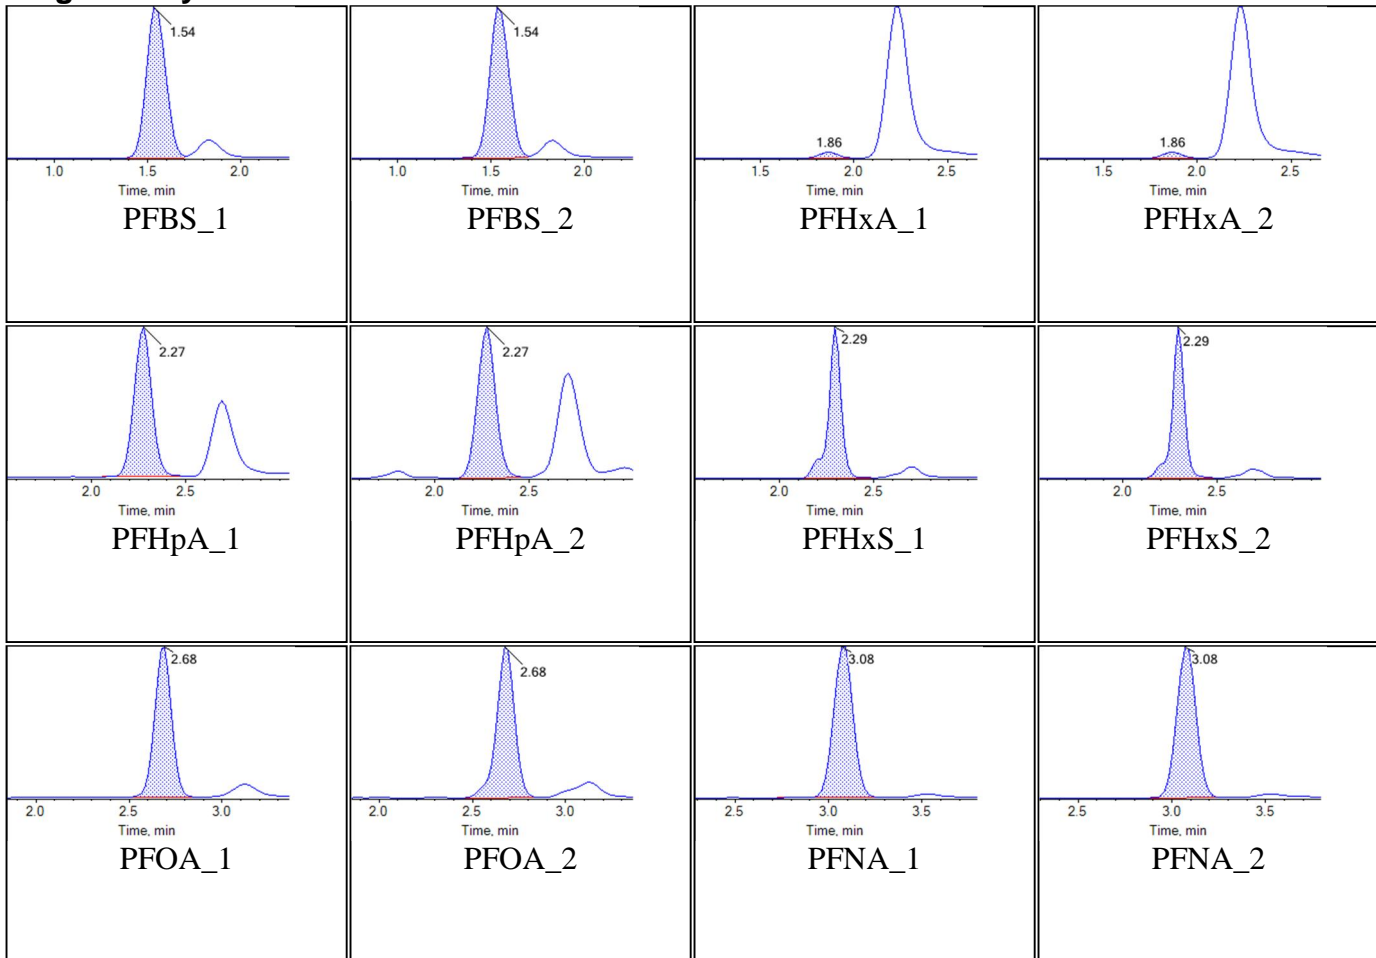 1.54 1.54 1.86 1.86
1.0 1.5 2.0 1.0 1.5 2.0 1.5 2.0 2.5 1.5 2.0 2.5
Time, min Time, min Time, min Time, min
PFBS_1 PFBS_2 PFHxA_1 PFHxA_2
2.27 2.27 2.29 2.29
2.0 2.5 2.0 2.5 2.0 2.5 2.0 2.5
Time, min Time, min Time, min Time, min
PFHpA_1 PFHpA_2 PFHxS_1 PFHxS_2
2.68 2.68 3.08 3.08
2.0 2.5 3.0 2.0 2.5 3.0 2.5 3.0 3.5 2.5 3.0 3.5
Time, min Time, min Time, min Time, min
PFOA_1 PFOA_2 PFNA_1 PFNA_2